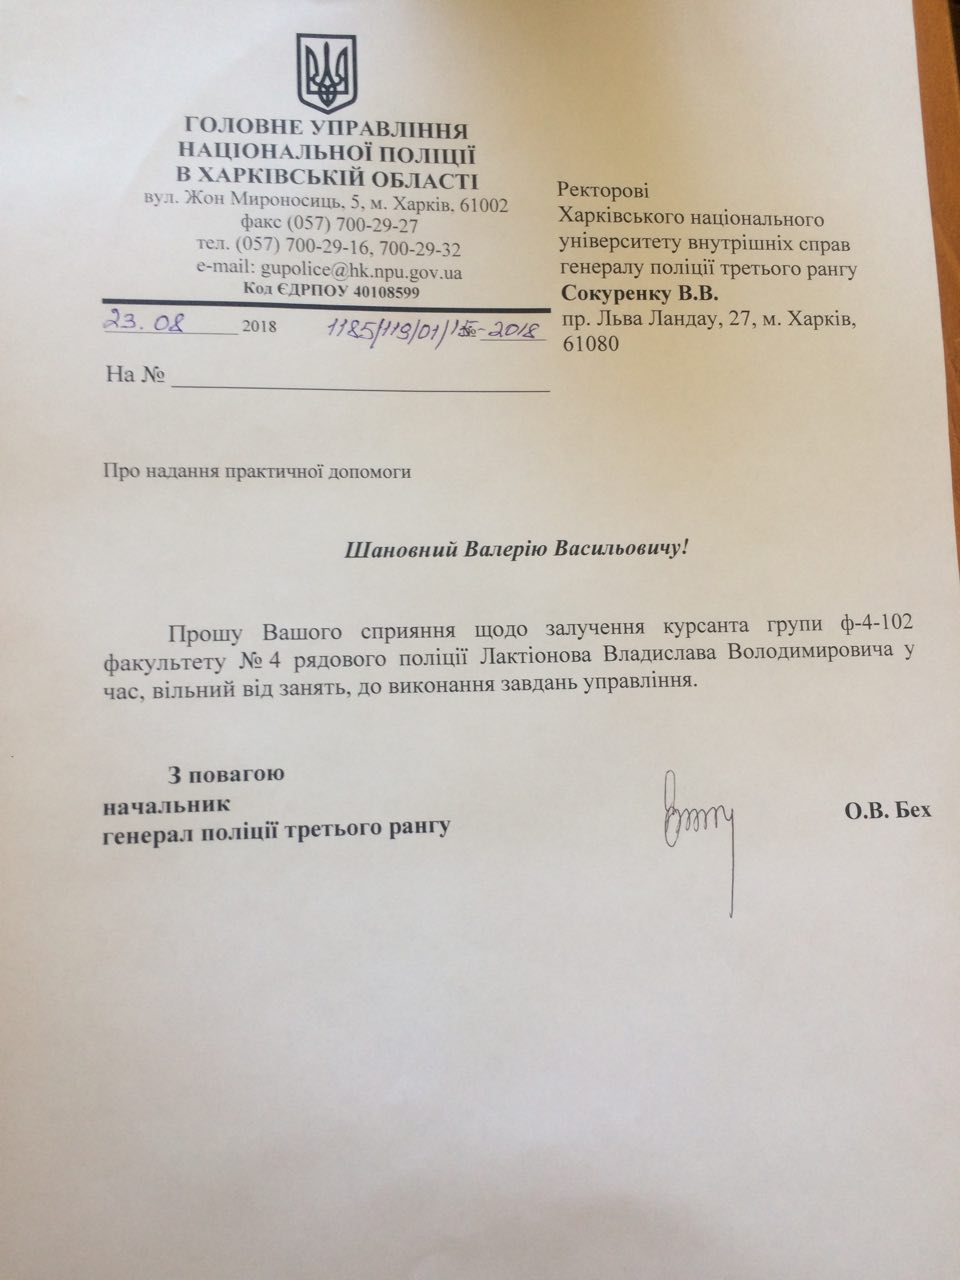 ГОЛОВНЕ УПРАВЛІННЯ
НАЦІОНАЛЬНОЇ ПОЛІЦІЇ
В ХАРКІВСЬКІЙ ОБЛАСТІ
вул. Жон Мироносиць, 5, м. Харків, 61002
факс (057) 700-29-27
тел. (057) 700-29-16, 700-29-32
e-mail: gupolice@hk.npu.gov.ua
Код ЄДРПОУ 40108599
23.08 2018 1185/119/01/15-2018 №
На №
Ректорові
Харківського національного
університету внутрішніх справ
генералу поліції третього рангу
Сокуренку В.В.
пр. Льва Ландау, 27, м. Харків,
61080
Про надання практичної допомоги
Шановний Валерію Васильовичу!
Прошу Вашого сприяння щодо залучення курсанта групи ф-4-102
факультету №4 рядового поліції Лактіонова Владислава Володимировича у
час, вільний від занять, до виконання завдань управління.
З повагою
начальник
генерал поліції третього рангу
О.В. Бех